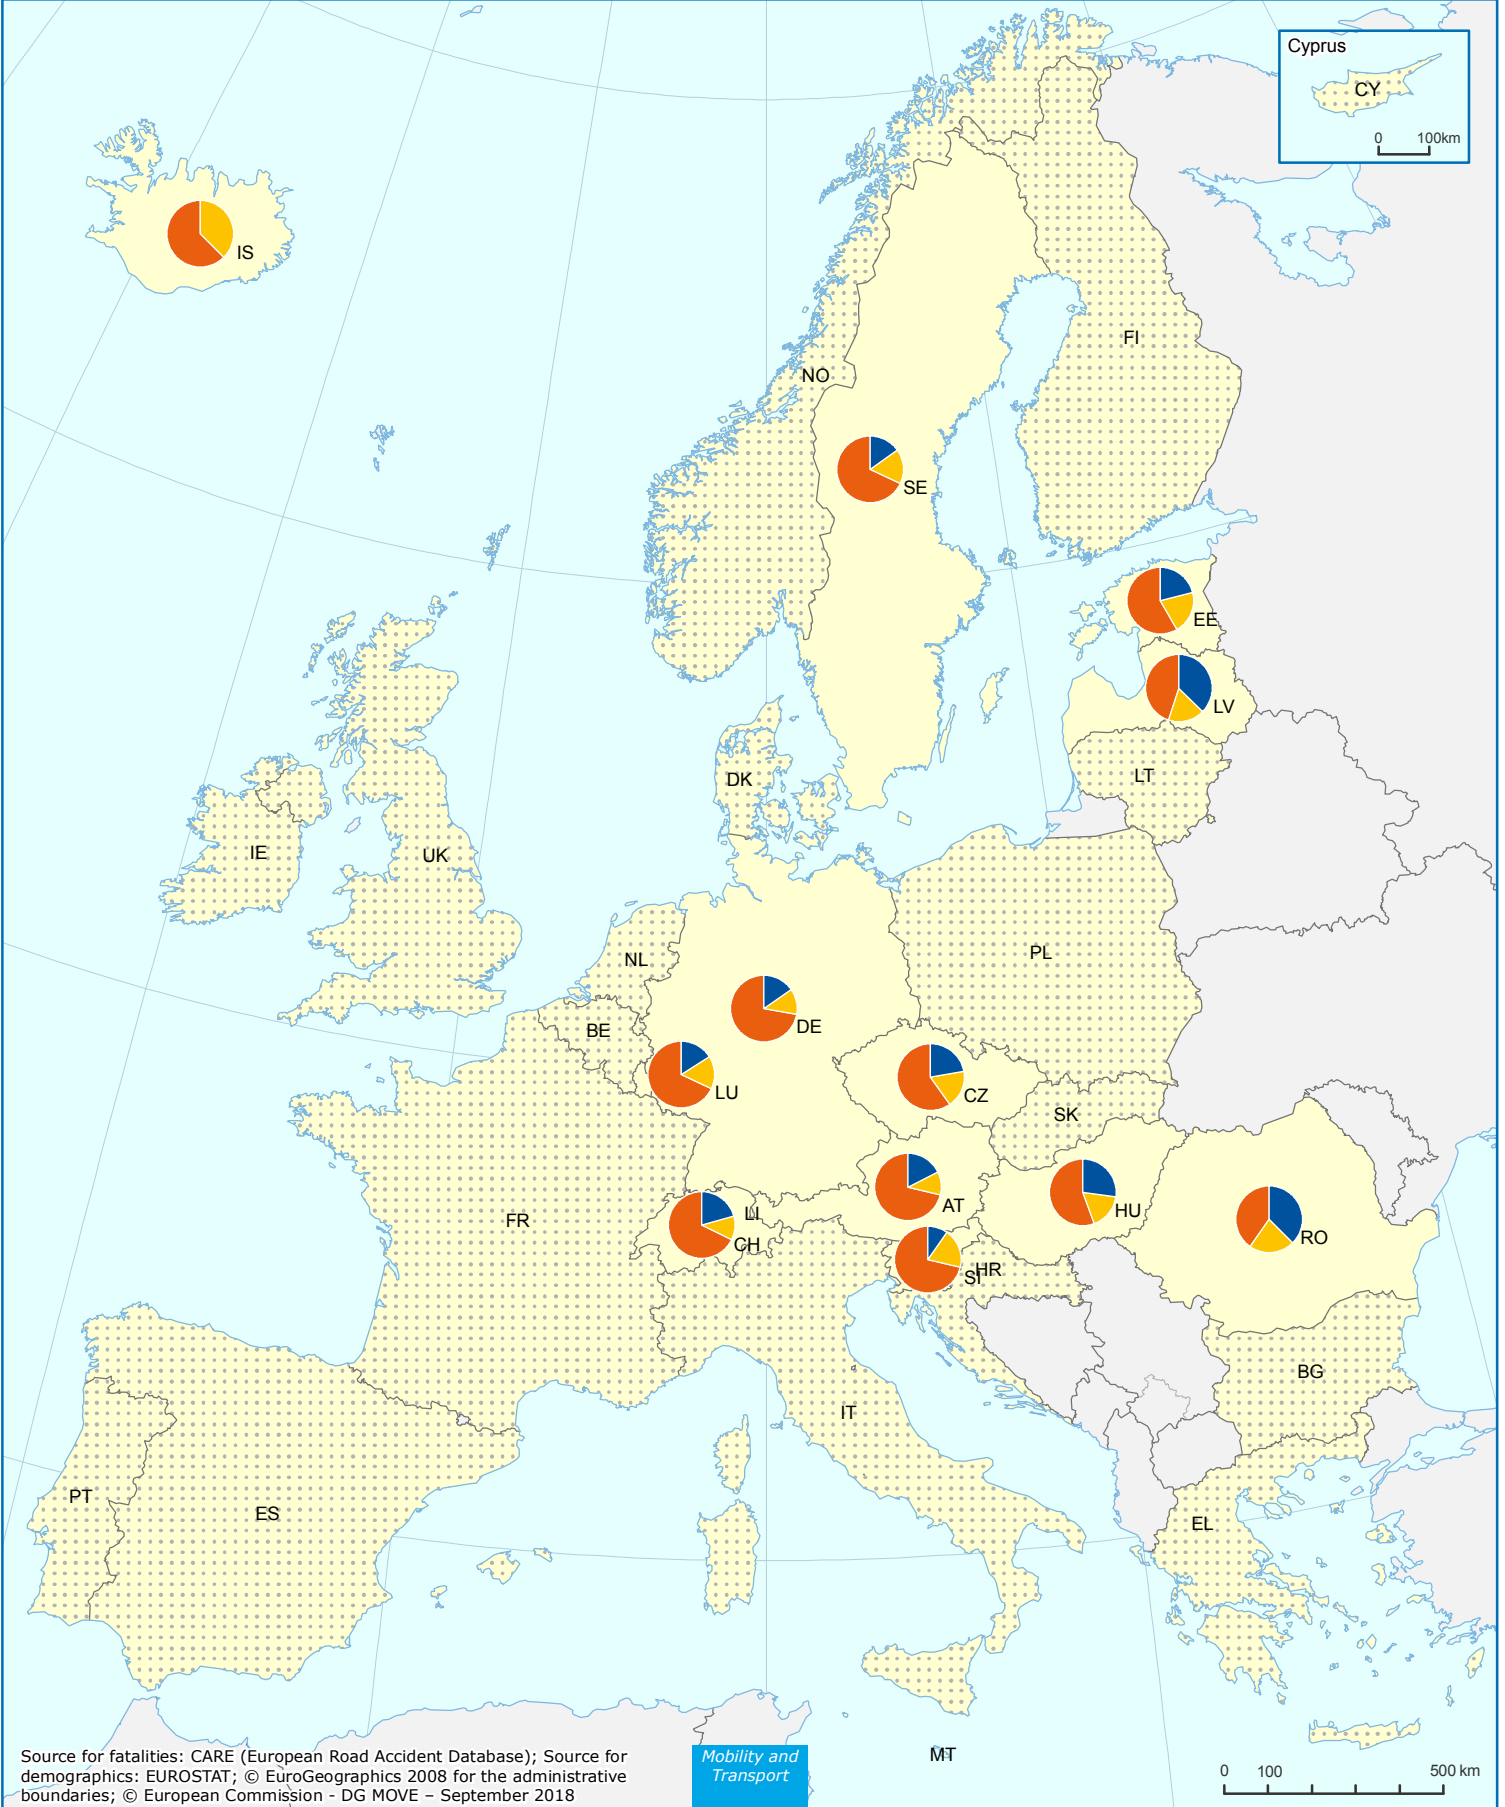 Cyprus
CY
0 100km
IS
FI
NO
SE
EE
LV
LT
DK
IE
UK
NL
PL
DE
BE
LU
CZ
SK
AT
HU
LI
FR
CH
RO
HR
SI
BG
IT
PT
ES
EL
MT
Source for fatalities: CARE (European Road Accident Database); Source for
demographics: EUROSTAT; © EuroGeographics 2008 for the administrative
boundaries; © European Commission - DG MOVE – September 2018
Mobility and
Transport
0 100 500 km